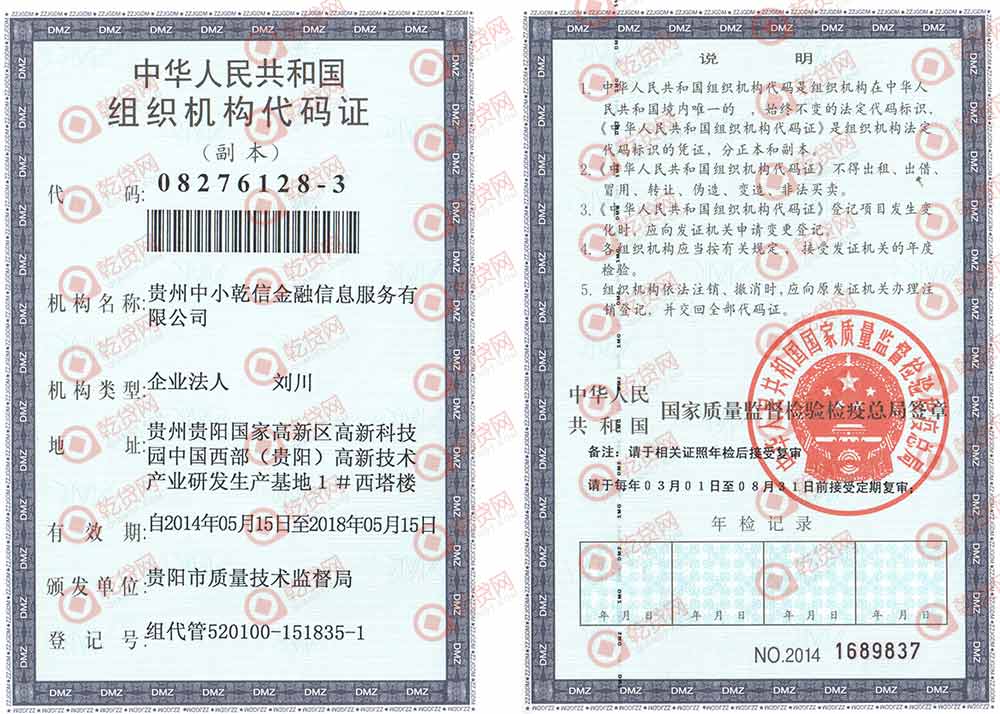 中华人民共和国
组织机构代码证
（副本）
代码: 08276128-3
机构名称: 贵州中小乾信金融信息服务有
限公司
机构类型: 企业法人 刘川
地址: 贵州贵阳国家高新区高新科技
园中国西部（贵阳）高新技术
产业研发生产基地1#西塔楼
有效期: 自2014年05月15日至2018年05月15日
颁发单位: 贵阳市质量技术监督局
登记号: 组代管520100-151835-1
说明
1. 中华人民共和国组织机构代码是组织机构在中华人
民共和国境内唯一的、始终不变的法定代码标识，
《中华人民共和国组织机构代码证》是组织机构法定
代码标识的凭证，分正本和副本。
2.《中华人民共和国组织机构代码证》不得出租、出借、
冒用、转让、伪造、变造、非法买卖。
3.《中华人民共和国组织机构代码证》登记项目发生变
化时，应向发证机关申请变更登记。
4. 各组织机构应当按有关规定，接受发证机关的年度
检验。
5. 组织机构依法注销、撤消时，应向原发证机关办理注
销登记，并交回全部代码证。
中华人民
共和国 国家质量监督检验检疫总局签章
中华人民共和国国家质量监督检验检疫总局
备注：请于相关证照年检后接受复审
请于每年03月01日至08月31日前接受定期复审；
年检记录
年 月 日 年 月 日 年 月 日 年 月 日
NO.2014 1689837
乾贷网
DMZ
ZZJGDM